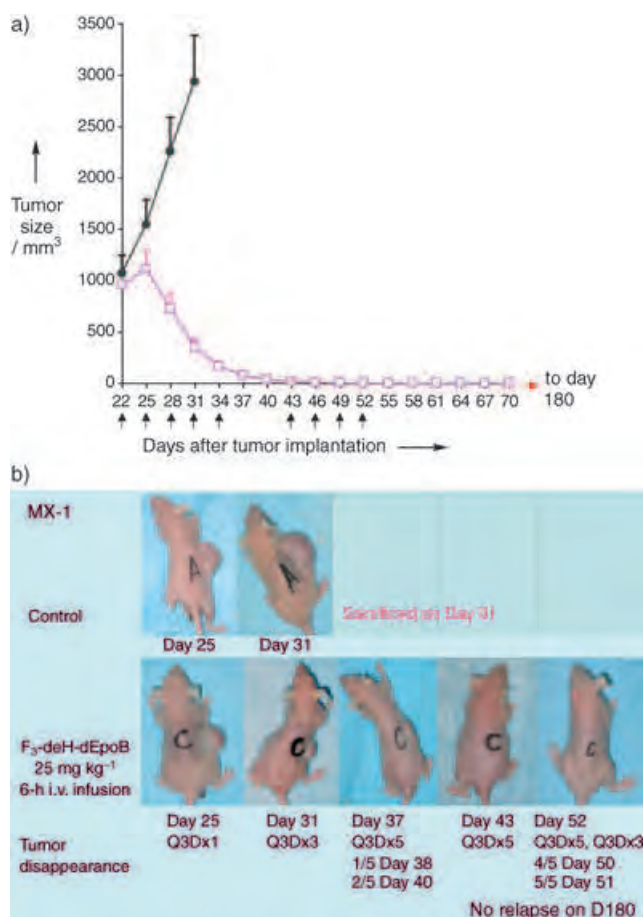 a)
3500
3000
2500
2000
Tumor
size
/ mm³
1500
1000
500
0
22 25 28 31 34 37 40 43 46 49 52 55 58 61 64 67 70
to day
180
Days after tumor implantation
b)
MX-1
A
A
Control
Sacrificed on Day 31
Day 25 Day 31
C C C C C
F₃-deH-dEpoB
25 mg kg⁻¹
6-h i.v. infusion
Day 25 Day 31 Day 37 Day 43 Day 52
Tumor
disappearance
Q3Dx1 Q3Dx3 Q3Dx5 Q3Dx5 Q3Dx5, Q3Dx3
1/5 Day 38 4/5 Day 50
2/5 Day 40 5/5 Day 51
No relapse on D180